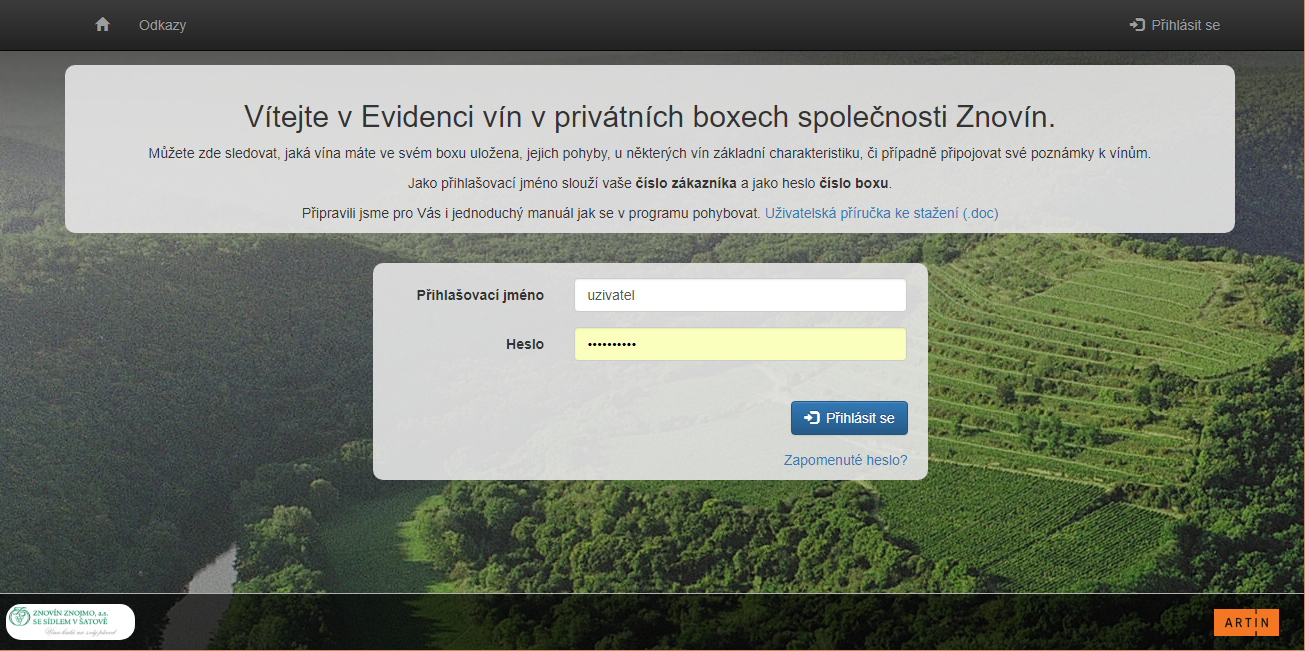 Odkazy
Přihlásit se
Vítejte v Evidenci vín v privátních boxech společnosti Znovín.
Můžete zde sledovat, jaká vína máte ve svém boxu uložena, jejich pohyby, u některých vín základní charakteristiku, či případně připojovat své poznámky k vínům.
Jako přihlašovací jméno slouží vaše číslo zákazníka a jako heslo číslo boxu.
Připravili jsme pro Vás i jednoduchý manuál jak se v programu pohybovat. Uživatelská příručka ke stažení (.doc)
Přihlašovací jméno
uzivatel
Heslo
••••••••••
Přihlásit se
Zapomenuté heslo?
ZNOVÍN ZNOJMO, a.s.
SE SÍDLEM V ŠATOVĚ
ARTIN